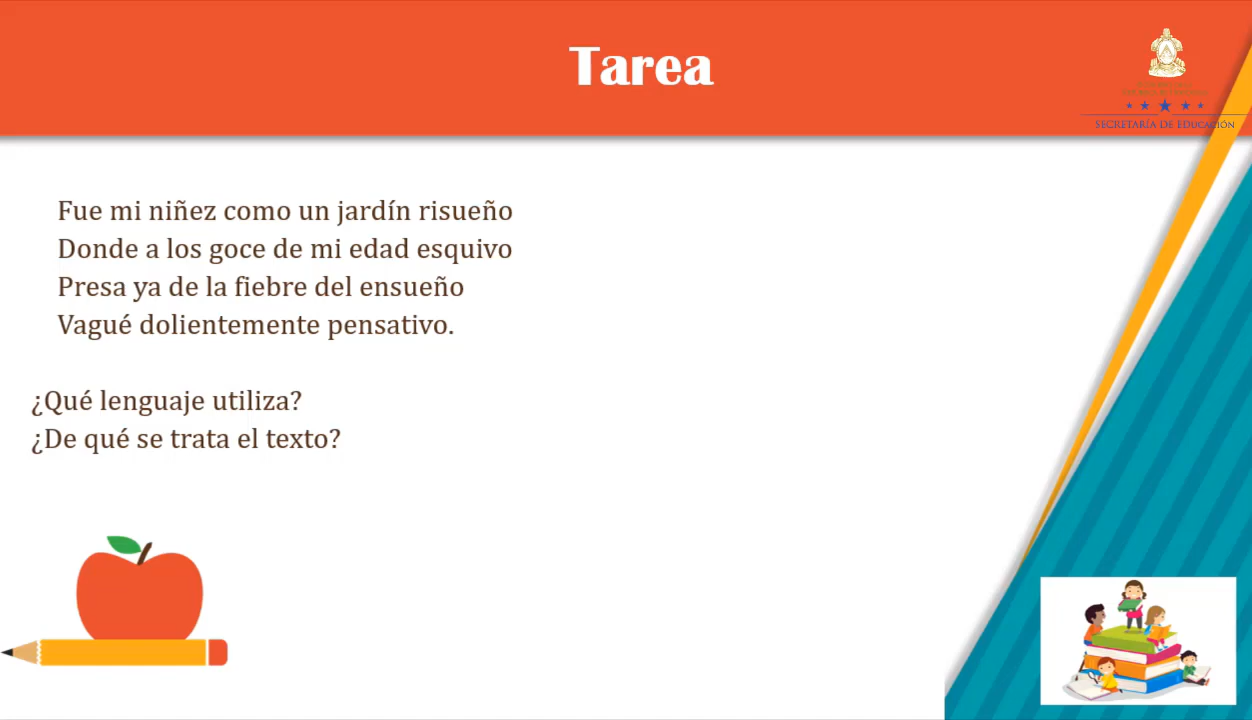 Tarea
SECRETARÍA DE EDUCACIÓN
Fue mi niñez como un jardín risueño
Donde a los goce de mi edad esquivo
Presa ya de la fiebre del ensueño
Vagué dolientemente pensativo.
¿Qué lenguaje utiliza?
¿De qué se trata el texto?